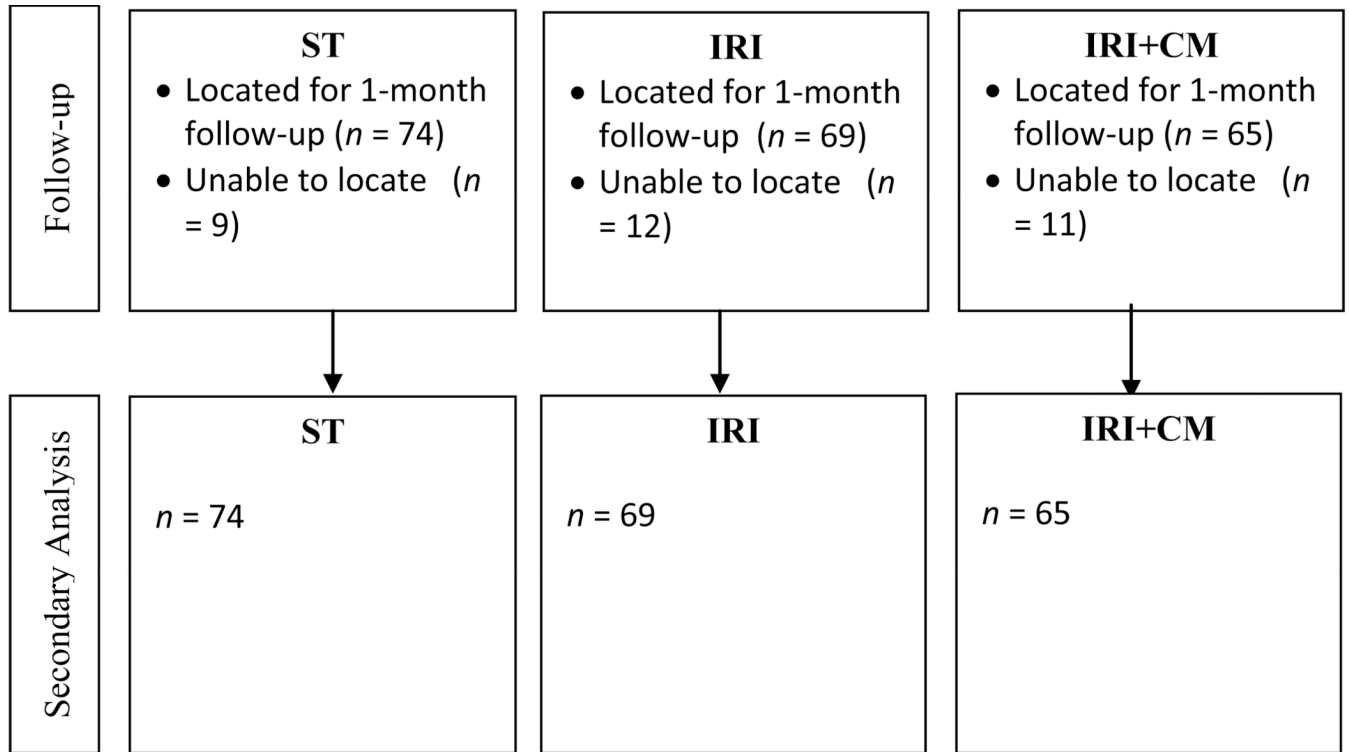 Follow-up
ST
• Located for 1-month
follow-up (n = 74)
• Unable to locate (n
= 9)
IRI
• Located for 1-month
follow-up (n = 69)
• Unable to locate (n
= 12)
IRI+CM
• Located for 1-month
follow-up (n = 65)
• Unable to locate (n
= 11)
Secondary Analysis
ST
n = 74
IRI
n = 69
IRI+CM
n = 65